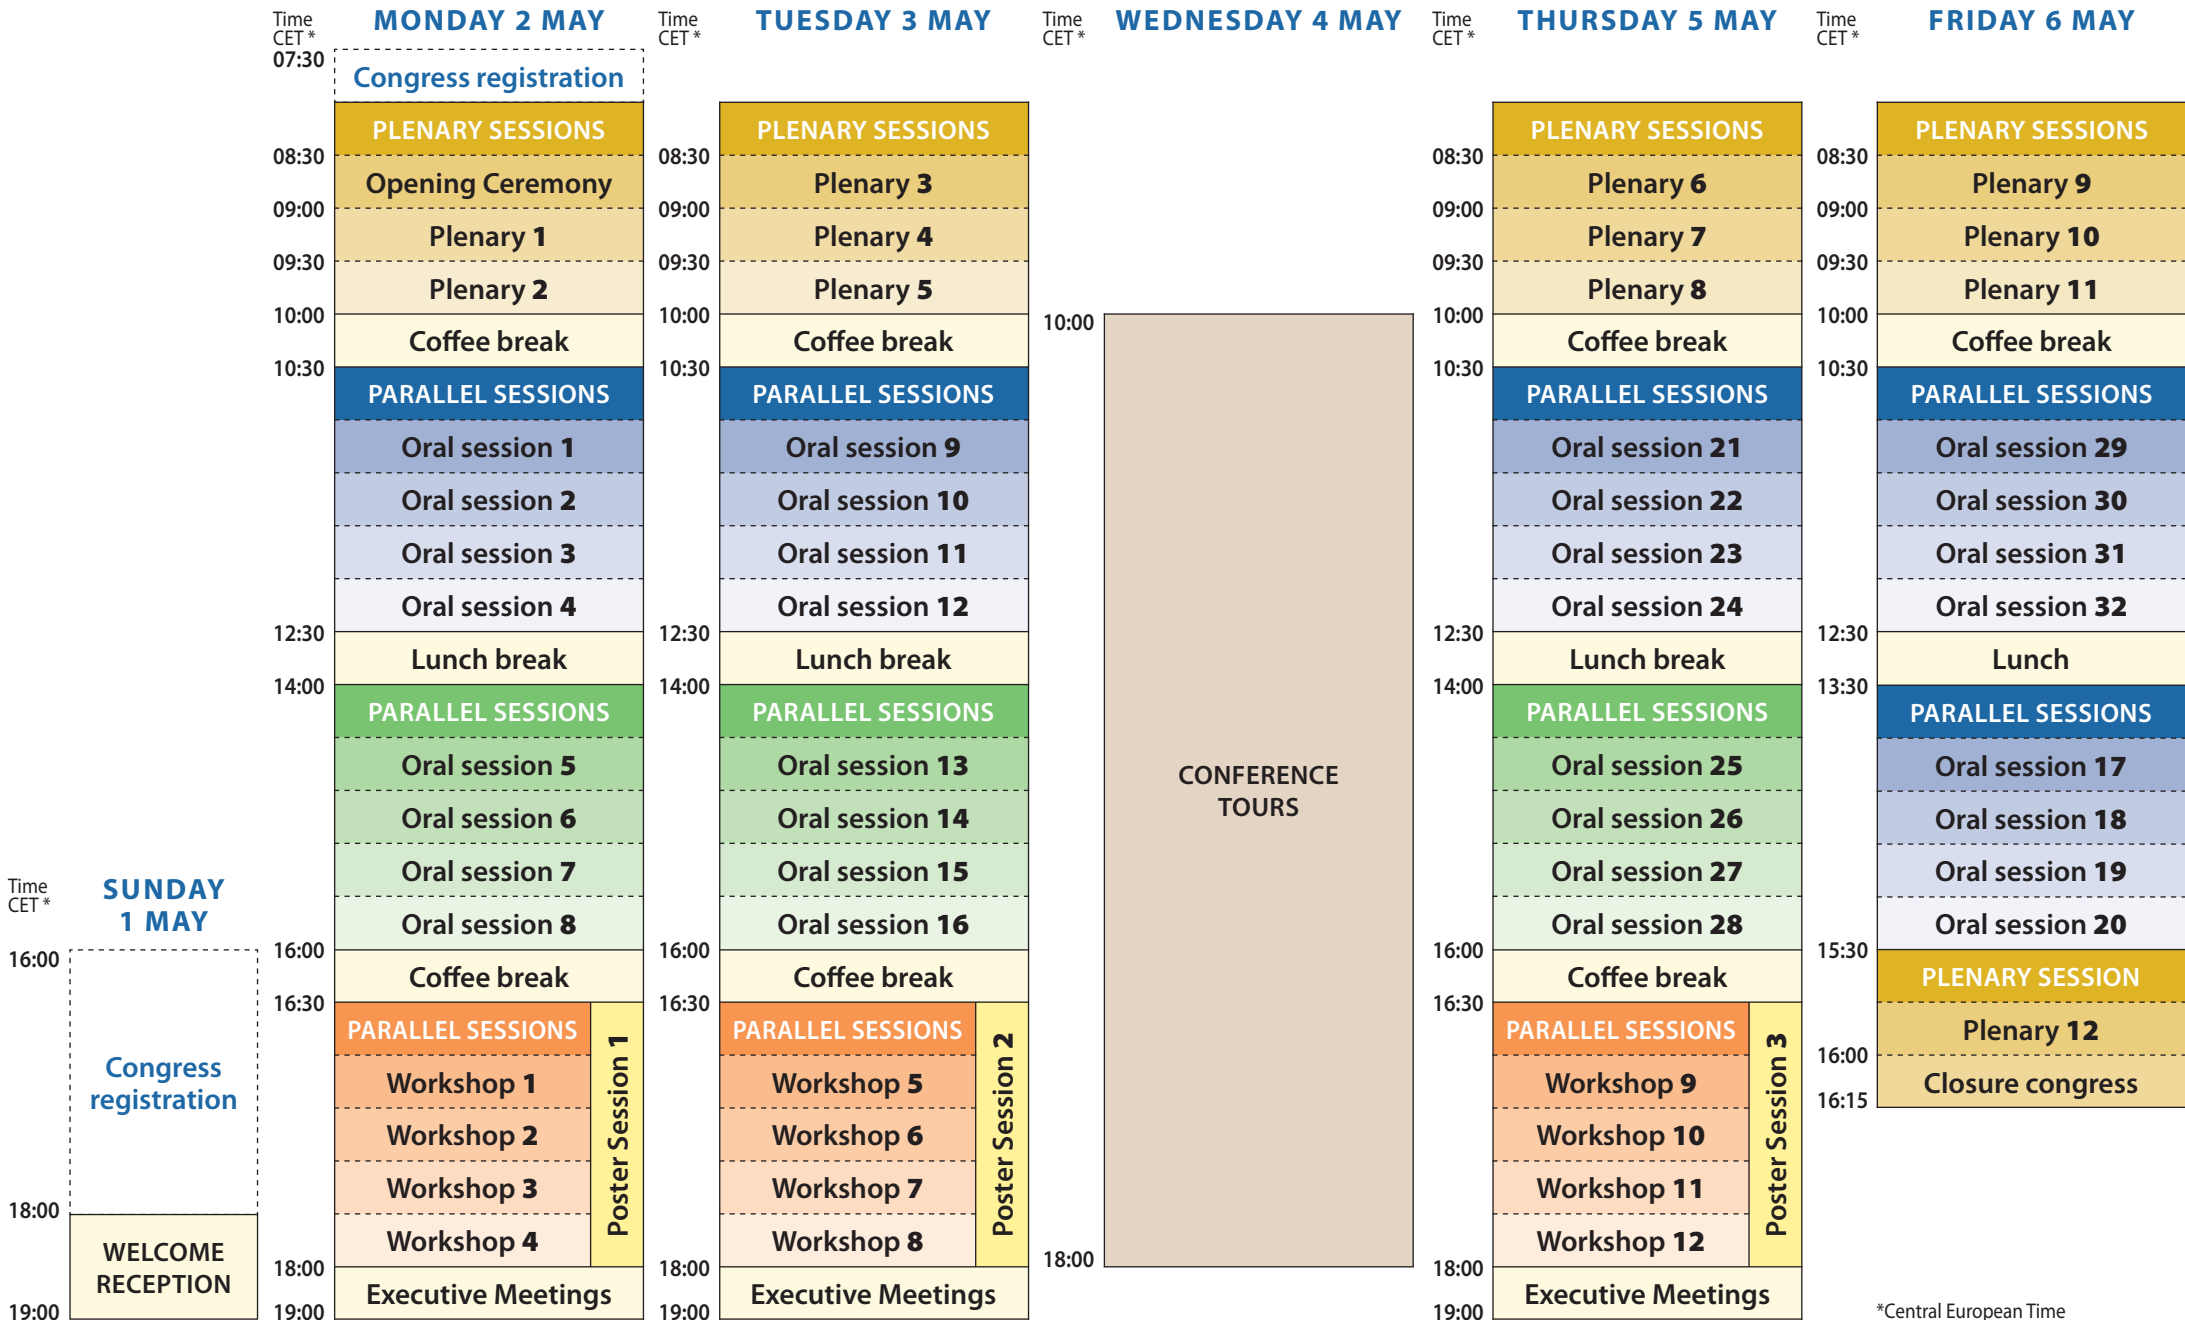 Time
CET *
SUNDAY
1 MAY
16:00
Congress
registration
18:00
WELCOME
RECEPTION
19:00
Time
CET *
MONDAY 2 MAY
07:30
Congress registration
PLENARY SESSIONS
08:30
Opening Ceremony
09:00
Plenary 1
09:30
Plenary 2
10:00
Coffee break
10:30
PARALLEL SESSIONS
Oral session 1
Oral session 2
Oral session 3
Oral session 4
12:30
Lunch break
14:00
PARALLEL SESSIONS
Oral session 5
Oral session 6
Oral session 7
Oral session 8
16:00
Coffee break
16:30
PARALLEL SESSIONS
Workshop 1
Workshop 2
Workshop 3
Workshop 4
Poster Session 1
18:00
Executive Meetings
19:00
Time
CET *
TUESDAY 3 MAY
PLENARY SESSIONS
08:30
Plenary 3
09:00
Plenary 4
09:30
Plenary 5
10:00
Coffee break
10:30
PARALLEL SESSIONS
Oral session 9
Oral session 10
Oral session 11
Oral session 12
12:30
Lunch break
14:00
PARALLEL SESSIONS
Oral session 13
Oral session 14
Oral session 15
Oral session 16
16:00
Coffee break
16:30
PARALLEL SESSIONS
Workshop 5
Workshop 6
Workshop 7
Workshop 8
Poster Session 2
18:00
Executive Meetings
19:00
Time
CET *
WEDNESDAY 4 MAY
10:00
CONFERENCE
TOURS
18:00
Time
CET *
THURSDAY 5 MAY
PLENARY SESSIONS
08:30
Plenary 6
09:00
Plenary 7
09:30
Plenary 8
10:00
Coffee break
10:30
PARALLEL SESSIONS
Oral session 21
Oral session 22
Oral session 23
Oral session 24
12:30
Lunch break
14:00
PARALLEL SESSIONS
Oral session 25
Oral session 26
Oral session 27
Oral session 28
16:00
Coffee break
16:30
PARALLEL SESSIONS
Workshop 9
Workshop 10
Workshop 11
Workshop 12
Poster Session 3
18:00
Executive Meetings
19:00
Time
CET *
FRIDAY 6 MAY
PLENARY SESSIONS
08:30
Plenary 9
09:00
Plenary 10
09:30
Plenary 11
10:00
Coffee break
10:30
PARALLEL SESSIONS
Oral session 29
Oral session 30
Oral session 31
Oral session 32
12:30
Lunch
13:30
PARALLEL SESSIONS
Oral session 17
Oral session 18
Oral session 19
Oral session 20
15:30
PLENARY SESSION
Plenary 12
16:00
Closure congress
16:15
*Central European Time